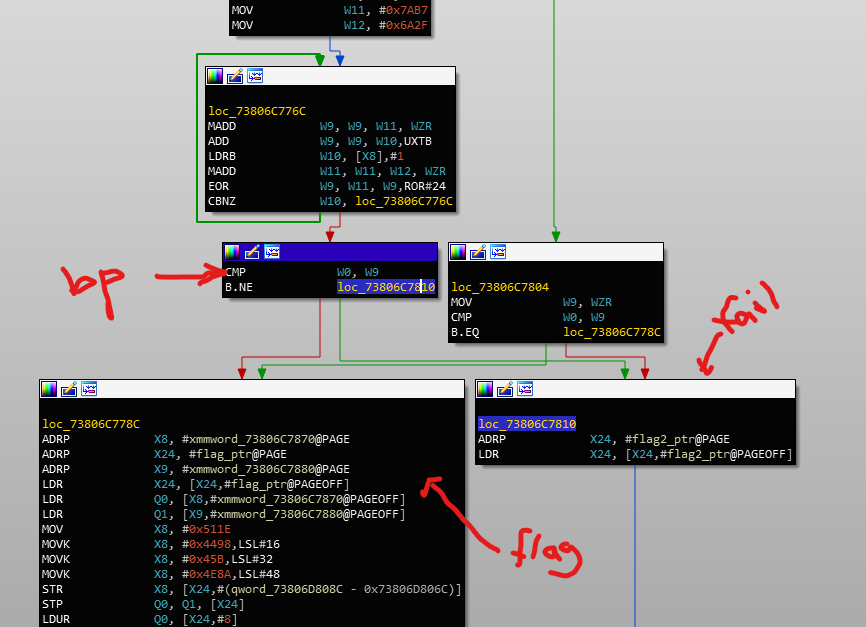 MOV W11, #0x7AB7
MOV W12, #0x6A2F
loc_73806C776C
MADD W9, W9, W11, WZR
ADD W9, W9, W10,UXTB
LDRB W10, [X8],#1
MADD W11, W11, W12, WZR
EOR W9, W11, W9,ROR#24
CBNZ W10, loc_73806C776C
bp
CMP W0, W9
B.NE loc_73806C7810
loc_73806C7804
MOV W9, WZR
CMP W0, W9
B.EQ loc_73806C778C
fail
loc_73806C778C
ADRP X8, #xmmword_73806C7870@PAGE
ADRP X24, #flag_ptr@PAGE
ADRP X9, #xmmword_73806C7880@PAGE
LDR X24, [X24,#flag_ptr@PAGEOFF]
LDR Q0, [X8,#xmmword_73806C7870@PAGEOFF]
LDR Q1, [X9,#xmmword_73806C7880@PAGEOFF]
MOV X8, #0x511E
MOVK X8, #0x4498,LSL#16
MOVK X8, #0x45B,LSL#32
MOVK X8, #0x4E8A,LSL#48
STR X8, [X24,#(qword_73806D808C - 0x73806D806C)]
STP Q0, Q1, [X24]
LDUR Q0, [X24,#8]
loc_73806C7810
ADRP X24, #flag2_ptr@PAGE
LDR X24, [X24,#flag2_ptr@PAGEOFF]
flag